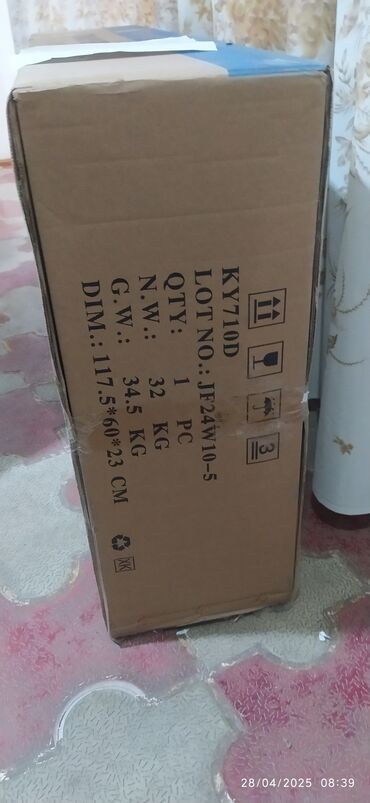 KY710D
LOT NO.: JF24W10-5
QTY: 1 PC
N.W.: 32 KG
G.W.: 34.5 KG
DIM.: 117.5*60*23 CM
3
28/04/2025 08:39